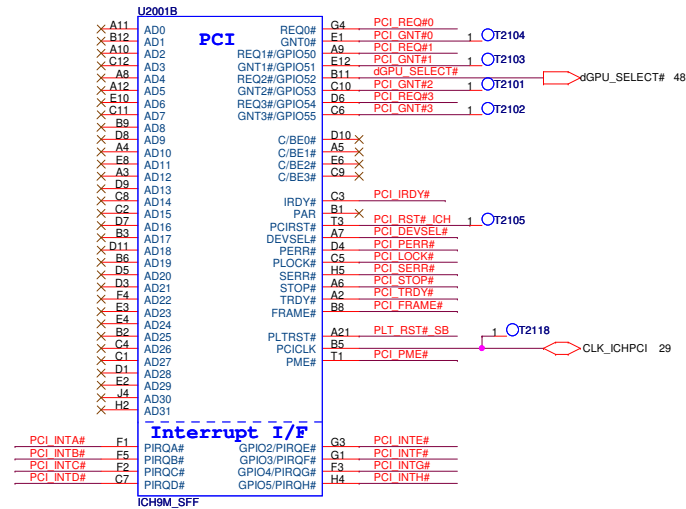 U2001B
PCI
A11 AD0 REQ0# G4 PCI_REQ#0
B12 AD1 GNT0# E1 PCI_GNT#0 1 T2104
A10 AD2 REQ1#/GPIO50 A9 PCI_REQ#1
C12 AD3 GNT1#/GPIO51 E12 PCI_GNT#1 1 T2103
A8 AD4 REQ2#/GPIO52 B11 dGPU_SELECT# dGPU_SELECT# 48
A12 AD5 GNT2#/GPIO53 C10 PCI_GNT#2 1 T2101
E10 AD6 REQ3#/GPIO54 D6 PCI_REQ#3
C11 AD7 GNT3#/GPIO55 C6 PCI_GNT#3 1 T2102
B9 AD8
D8 AD9 C/BE0# D10
A4 AD10 C/BE1# A5
E8 AD11 C/BE2# E6
A3 AD12 C/BE3# C9
D9 AD13
C8 AD14 IRDY# C3 PCI_IRDY#
C2 AD15 PAR B1
D7 AD16 PCIRST# T3 PCI_RST#_ICH 1 T2105
B3 AD17 DEVSEL# A7 PCI_DEVSEL#
D11 AD18 PERR# D4 PCI_PERR#
B6 AD19 PLOCK# C5 PCI_LOCK#
D5 AD20 SERR# H5 PCI_SERR#
D3 AD21 STOP# A6 PCI_STOP#
F4 AD22 TRDY# A2 PCI_TRDY#
E3 AD23 FRAME# B8 PCI_FRAME#
E4 AD24
B2 AD25 PLTRST# A21 PLT_RST#_SB 1 T2118
C4 AD26 PCICLK B5 CLK_ICHPCI 29
C1 AD27 PME# T1 PCI_PME#
D1 AD28
E2 AD29
J4 AD30
H2 AD31
Interrupt I/F
PCI_INTA# F1 PIRQA# GPIO2/PIRQE# G3 PCI_INTE#
PCI_INTB# F5 PIRQB# GPIO3/PIRQF# G1 PCI_INTF#
PCI_INTC# F2 PIRQC# GPIO4/PIRQG# F3 PCI_INTG#
PCI_INTD# C7 PIRQD# GPIO5/PIRQH# H4 PCI_INTH#
ICH9M_SFF